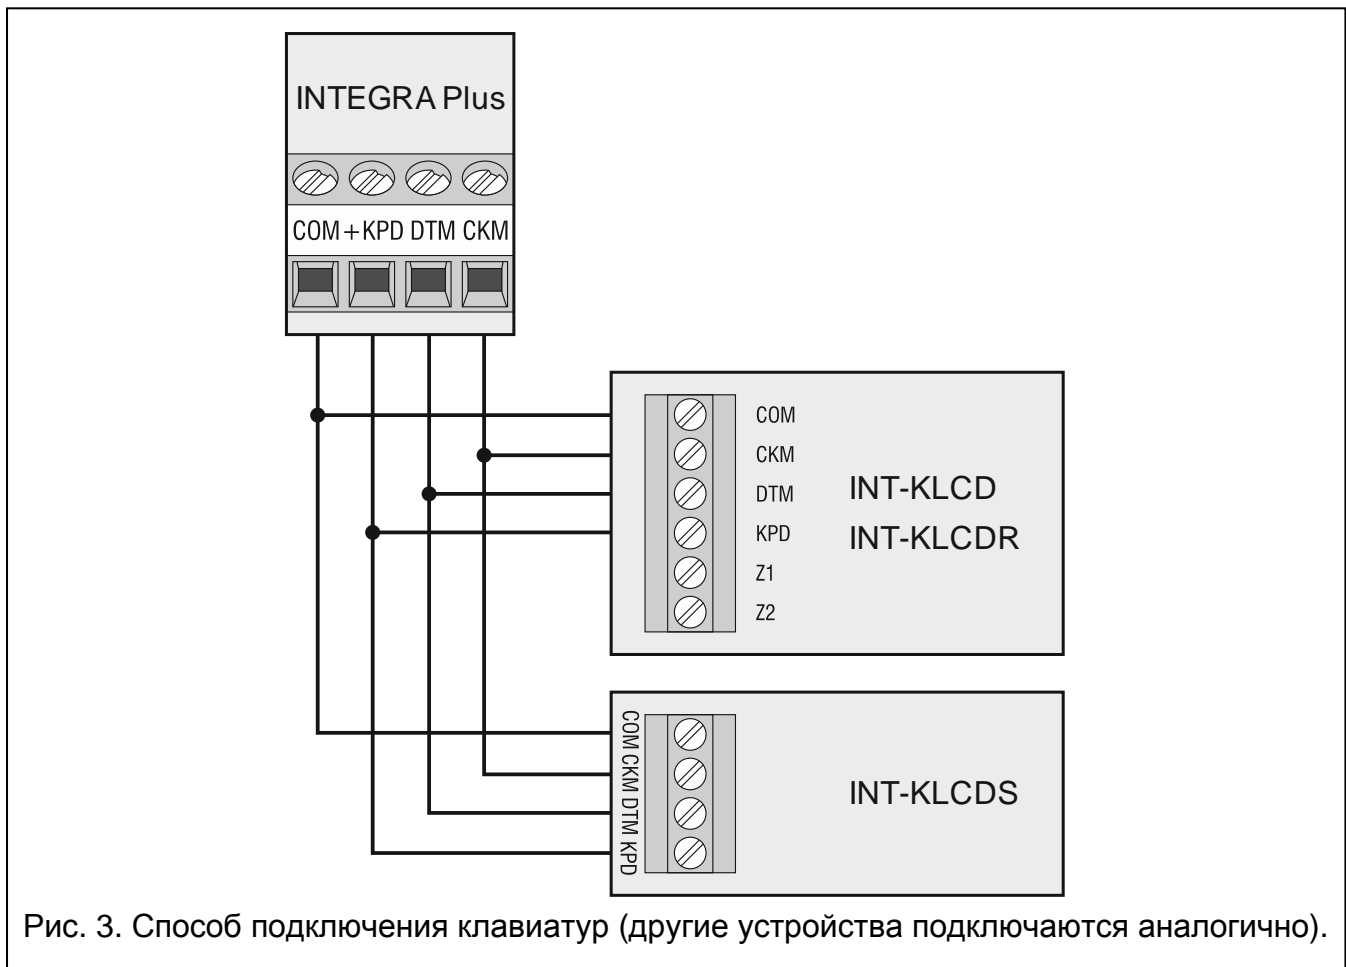 INTEGRA Plus
COM +KPD DTM CKM
COM
CKM
DTM
KPD
Z1
Z2
INT-KLCD
INT-KLCDR
COM CKM DTM KPD
INT-KLCDS
Рис. 3. Способ подключения клавиатур (другие устройства подключаются аналогично).